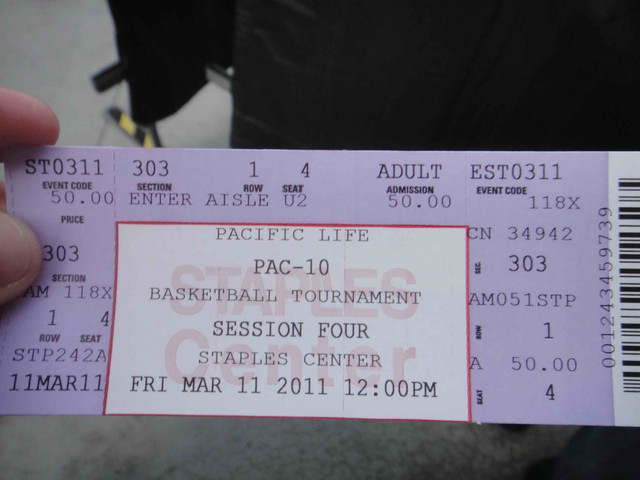 ST0311 303 1 4 ADULT EST0311
EVENT CODE SECTION ROW SEAT ADMISSION EVENT CODE
50.00 ENTER AISLE U2 50.00 118X
PRICE
PACIFIC LIFE
CN 34942
303
SECTION
PAC-10
SEC. 303
AM 118X
BASKETBALL TOURNAMENT
AM051STP
1 4
ROW SEAT
SESSION FOUR
ROW 1
STP242A
STAPLES CENTER
A 50.00
11MAR11
FRI MAR 11 2011 12:00PM
SEAT 4
STAPLES
Center
001243459739